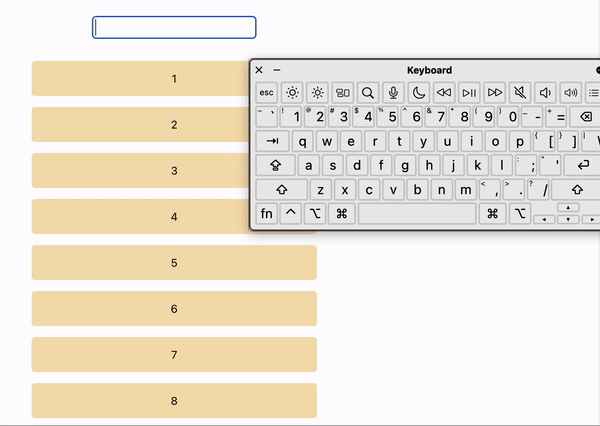 1
2
3
4
5
6
7
8
Keyboard
esc
~ ` ! 1 @ 2 # 3 $ 4 % 5 ^ 6 & 7 * 8 ( 9 ) 0 _ - + =
q w e r t y u i o p { [ } ] | \
a s d f g h j k l : ; " '
z x c v b n m < , > . ? /
fn ^ ⌥ ⌘ ⌘ ⌥